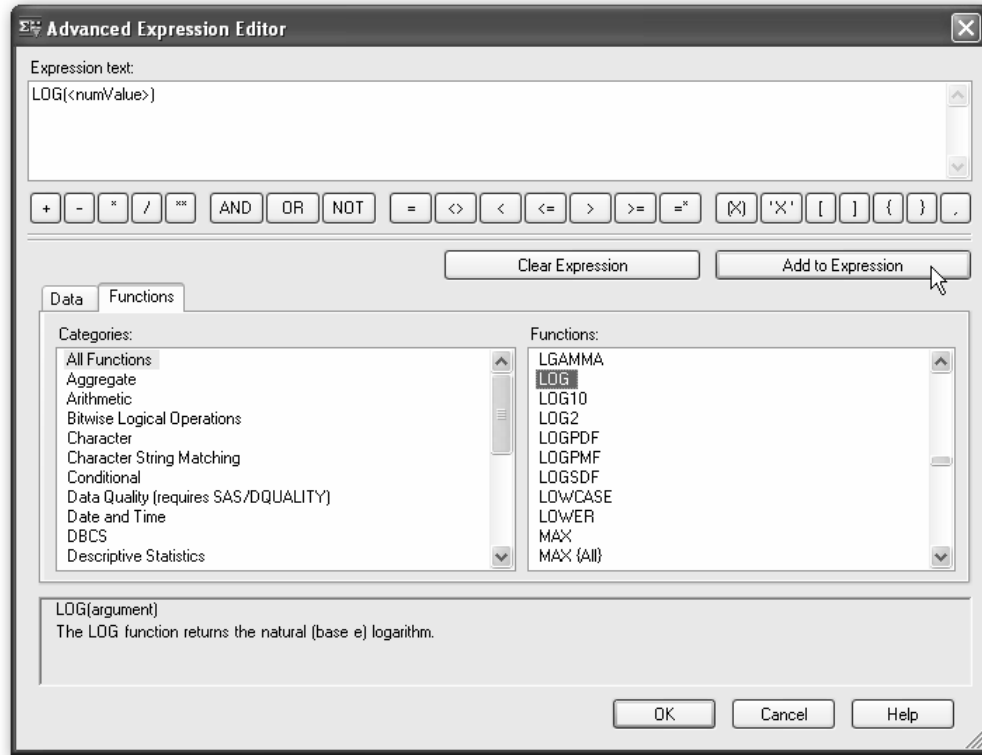 Advanced Expression Editor
Expression text:
LOG(<numValue>)
+ - * / ** AND OR NOT = <> < <= > >= =* (X) 'X' [ ] { } ,
Clear Expression Add to Expression
Data Functions
Categories:
All Functions
Aggregate
Arithmetic
Bitwise Logical Operations
Character
Character String Matching
Conditional
Data Quality (requires SAS/DQUALITY)
Date and Time
DBCS
Descriptive Statistics
Functions:
LGAMMA
LOG
LOG10
LOG2
LOGPDF
LOGPMF
LOGSDF
LOWCASE
LOWER
MAX
MAX {All}
LOG(argument)
The LOG function returns the natural (base e) logarithm.
OK Cancel Help